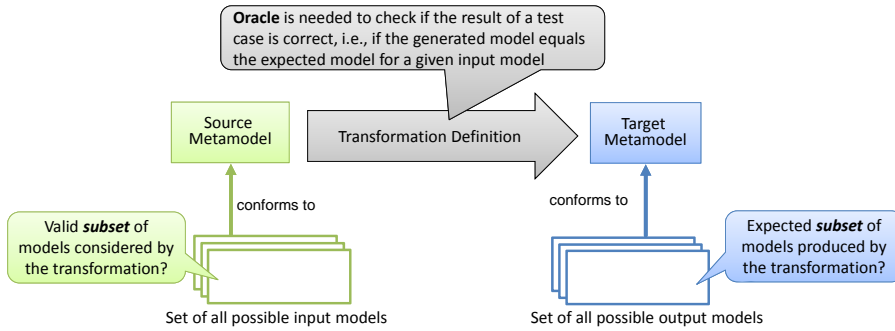 Oracle is needed to check if the result of a test
case is correct, i.e., if the generated model equals
the expected model for a given input model
Source
Metamodel
Transformation Definition
Target
Metamodel
conforms to
conforms to
Valid subset of
models considered by
the transformation?
Expected subset of
models produced by
the transformation?
Set of all possible input models
Set of all possible output models